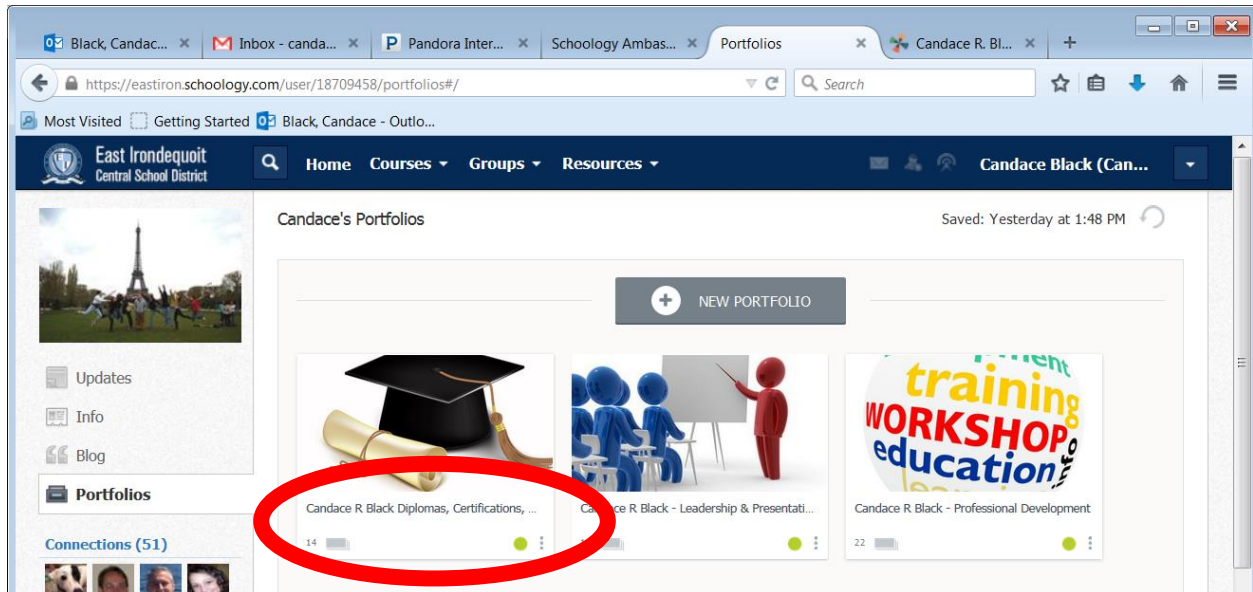 Black, Candac...
Inbox - canda...
Pandora Inter...
Schoology Ambas...
Portfolios
Candace R. Bl...
https://eastiron.schoology.com/user/18709458/portfolios#/
Search
Most Visited
Getting Started
Black, Candace - Outlo...
East Irondequoit
Central School District
Home
Courses
Groups
Resources
Candace Black (Can...
Candace's Portfolios
Saved: Yesterday at 1:48 PM
NEW PORTFOLIO
Updates
Info
Blog
Portfolios
Connections (51)
training
WORKSHOP
education
info
Candace R Black Diplomas, Certifications, ...
Candace R Black - Leadership & Presentati...
Candace R Black - Professional Development
14
22